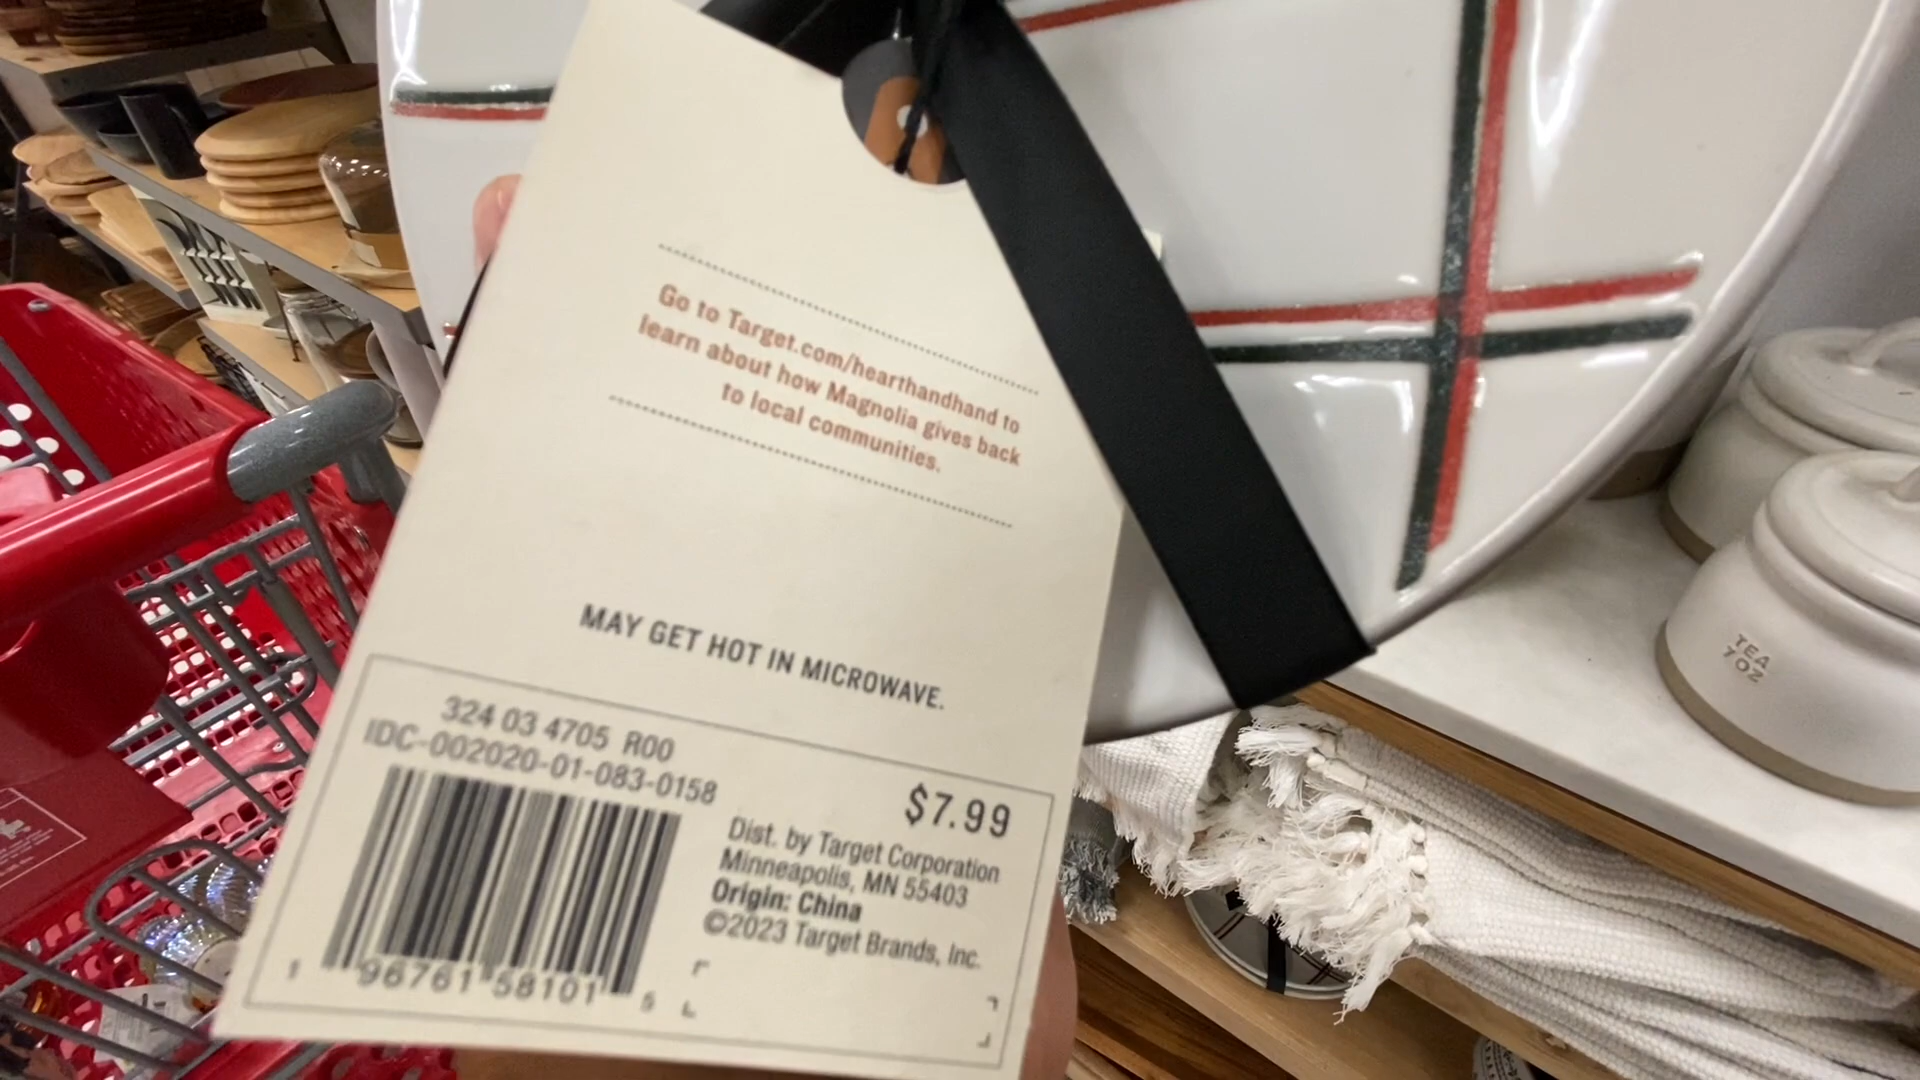 Go to Target.com/hearthandhand to
learn about how Magnolia gives back
to local communities.
MAY GET HOT IN MICROWAVE.
324 03 4705 R00
IDC-002020-01-083-0158
$7.99
Dist. by Target Corporation
Minneapolis, MN 55403
Origin: China
©2023 Target Brands, Inc.
1 96761 58101 5
TEA
7OZ